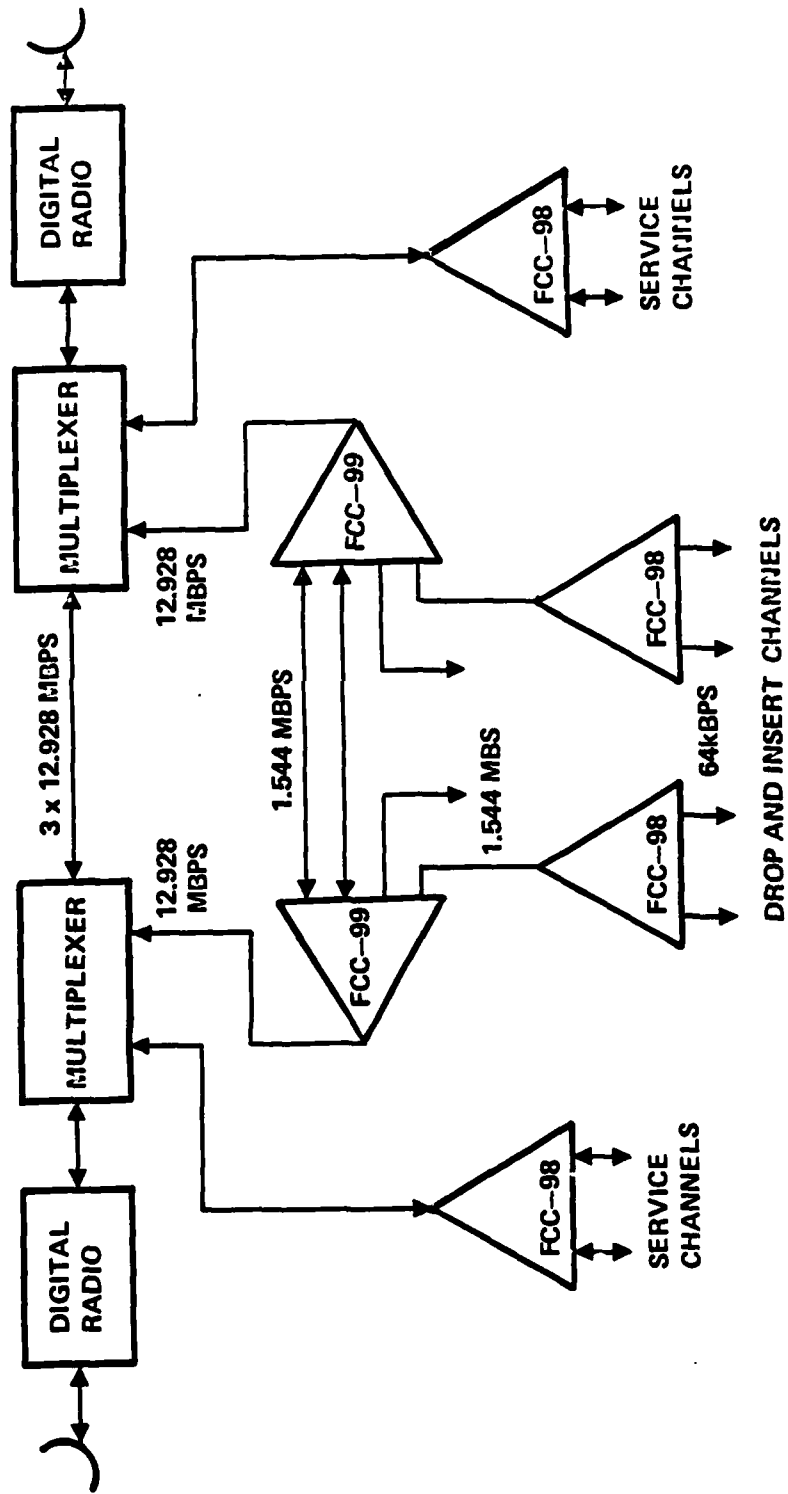 DIGITAL
RADIO
MULTIPLEXER
3 x 12.928 MBPS
MULTIPLEXER
DIGITAL
RADIO
12.928
MBPS
12.928
MBPS
1.544 MBPS
FCC-99
FCC-99
1.544 MBS
FCC-98
SERVICE
CHANNELS
FCC-98
64kBPS
FCC-98
FCC-98
SERVICE
CHANNELS
DROP AND INSERT CHANNELS